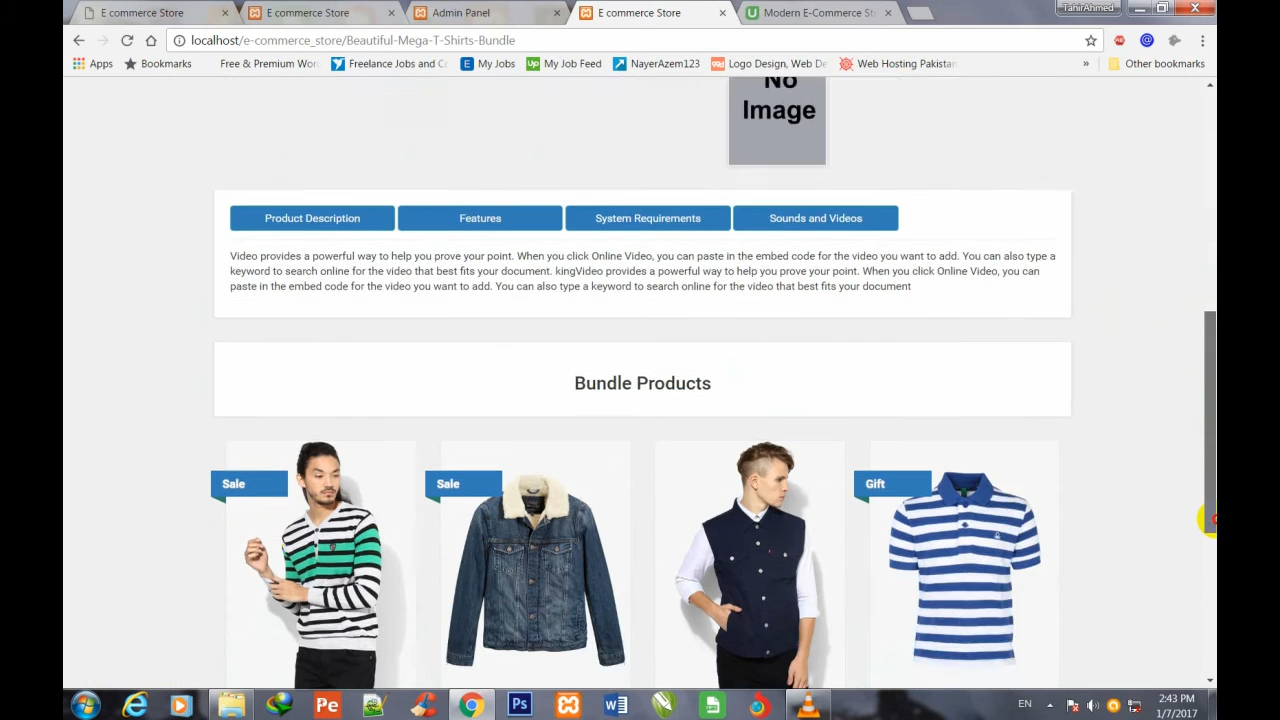 E commerce Store
E commerce Store
Admin Panel
E commerce Store
Modern E-Commerce St
TahirAhmed
localhost/e-commerce_store/Beautiful-Mega-T-Shirts-Bundle
Apps
Bookmarks
Free & Premium Wor
Freelance Jobs and C
My Jobs
My Job Feed
NayerAzem123
Logo Design, Web De
Web Hosting Pakistan
»
Other bookmarks
No
Image
Product Description
Features
System Requirements
Sounds and Videos
Video provides a powerful way to help you prove your point. When you click Online Video, you can paste in the embed code for the video you want to add. You can also type a
keyword to search online for the video that best fits your document. kingVideo provides a powerful way to help you prove your point. When you click Online Video, you can
paste in the embed code for the video you want to add. You can also type a keyword to search online for the video that best fits your document
Bundle Products
Sale
Sale
Gift
Pe
Ps
EN
2:43 PM
1/7/2017